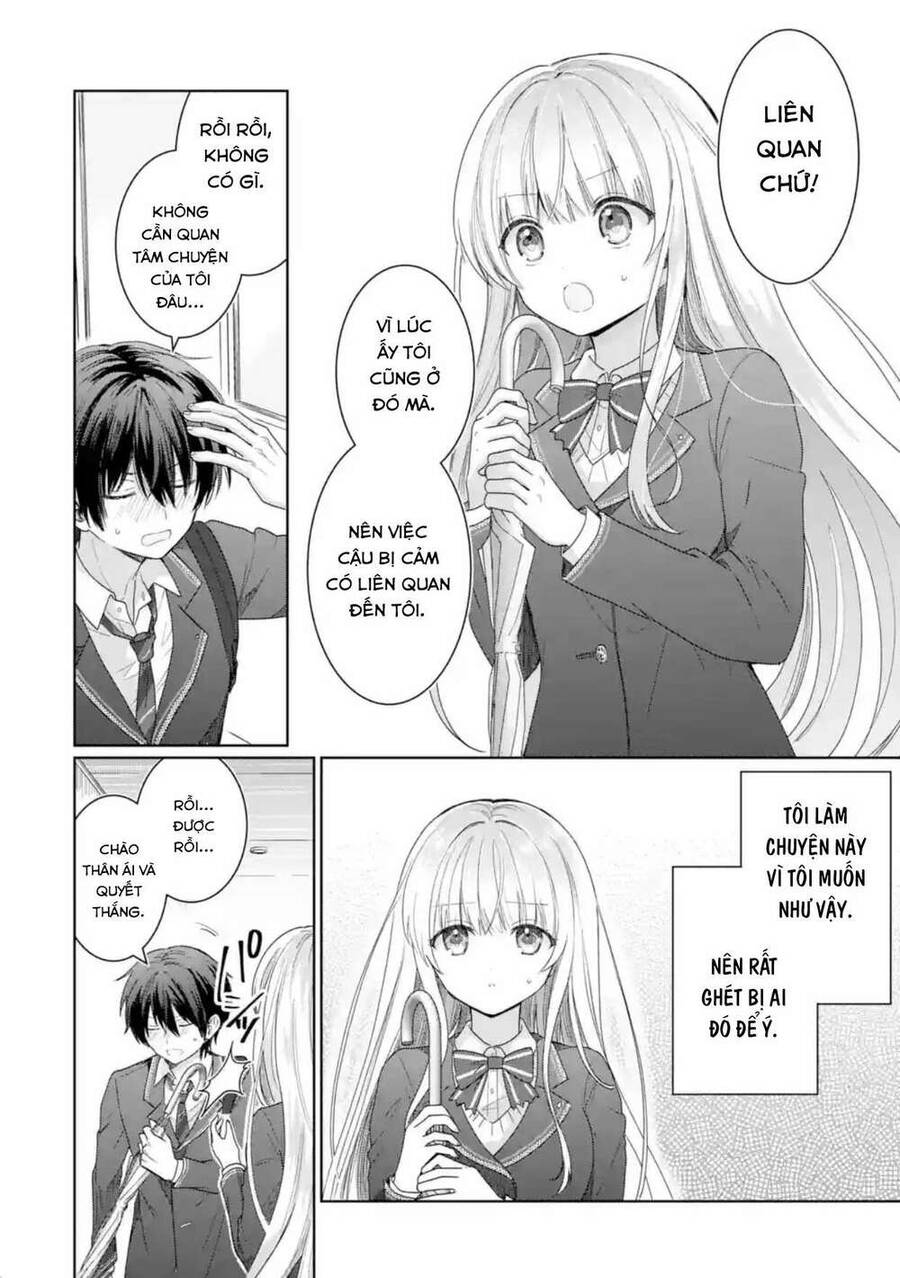 LIÊN
QUAN
CHỨ!
VÌ LÚC
ẤY TÔI
CŨNG Ở
ĐÓ MÀ.
NÊN VIỆC
CẬU BỊ CẢM
CÓ LIÊN QUAN
ĐẾN TÔI.
RỒI RỒI,
KHÔNG
CÓ GÌ.
KHÔNG
CẦN QUAN
TÂM CHUYỆN
CỦA TÔI
ĐÂU...
TÔI LÀM
CHUYỆN NÀY
VÌ TÔI MUỐN
NHƯ VẬY.
NÊN RẤT
GHÉT BỊ AI
ĐÓ ĐỂ Ý.
RỒI...
ĐƯỢC
RỒI...
CHÀO
THÂN ÁI VÀ
QUYẾT
THẮNG.